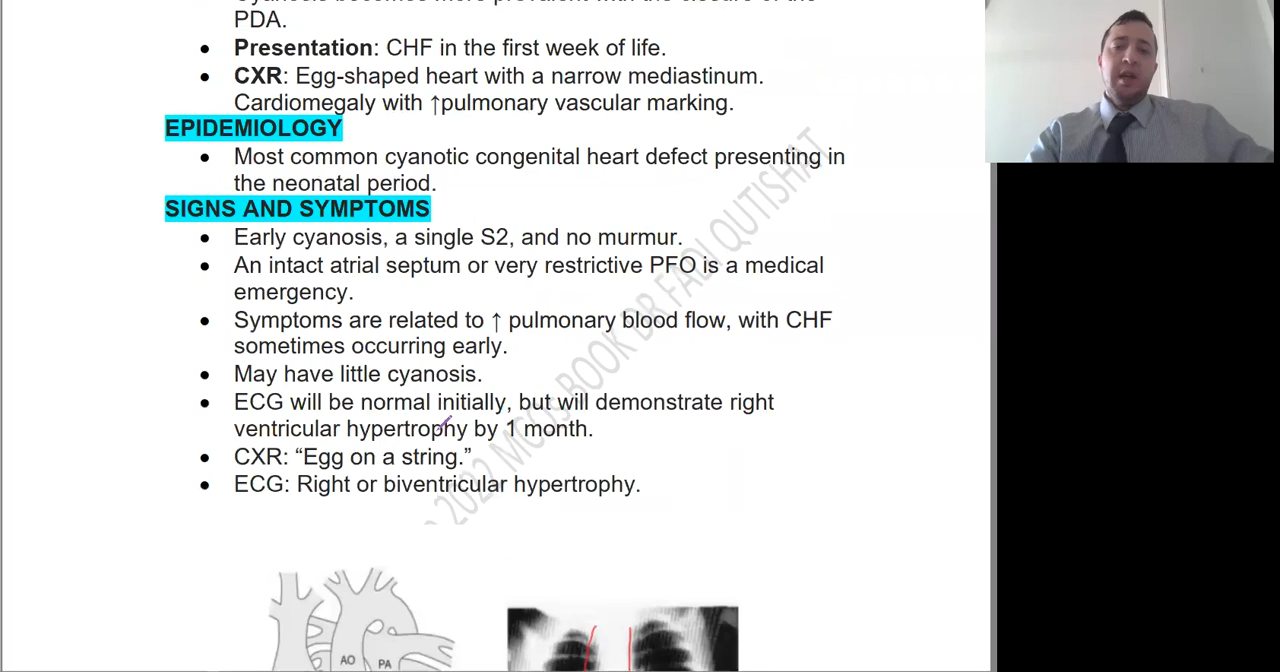 PDA.
• Presentation: CHF in the first week of life.
• CXR: Egg-shaped heart with a narrow mediastinum.
Cardiomegaly with ↑pulmonary vascular marking.
EPIDEMIOLOGY
• Most common cyanotic congenital heart defect presenting in
the neonatal period.
SIGNS AND SYMPTOMS
• Early cyanosis, a single S2, and no murmur.
• An intact atrial septum or very restrictive PFO is a medical
emergency.
• Symptoms are related to ↑ pulmonary blood flow, with CHF
sometimes occurring early.
• May have little cyanosis.
• ECG will be normal initially, but will demonstrate right
ventricular hypertrophy by 1 month.
• CXR: “Egg on a string.”
• ECG: Right or biventricular hypertrophy.
2022 MCQS BOOK DR FADI QUTISHAT
AO
PA